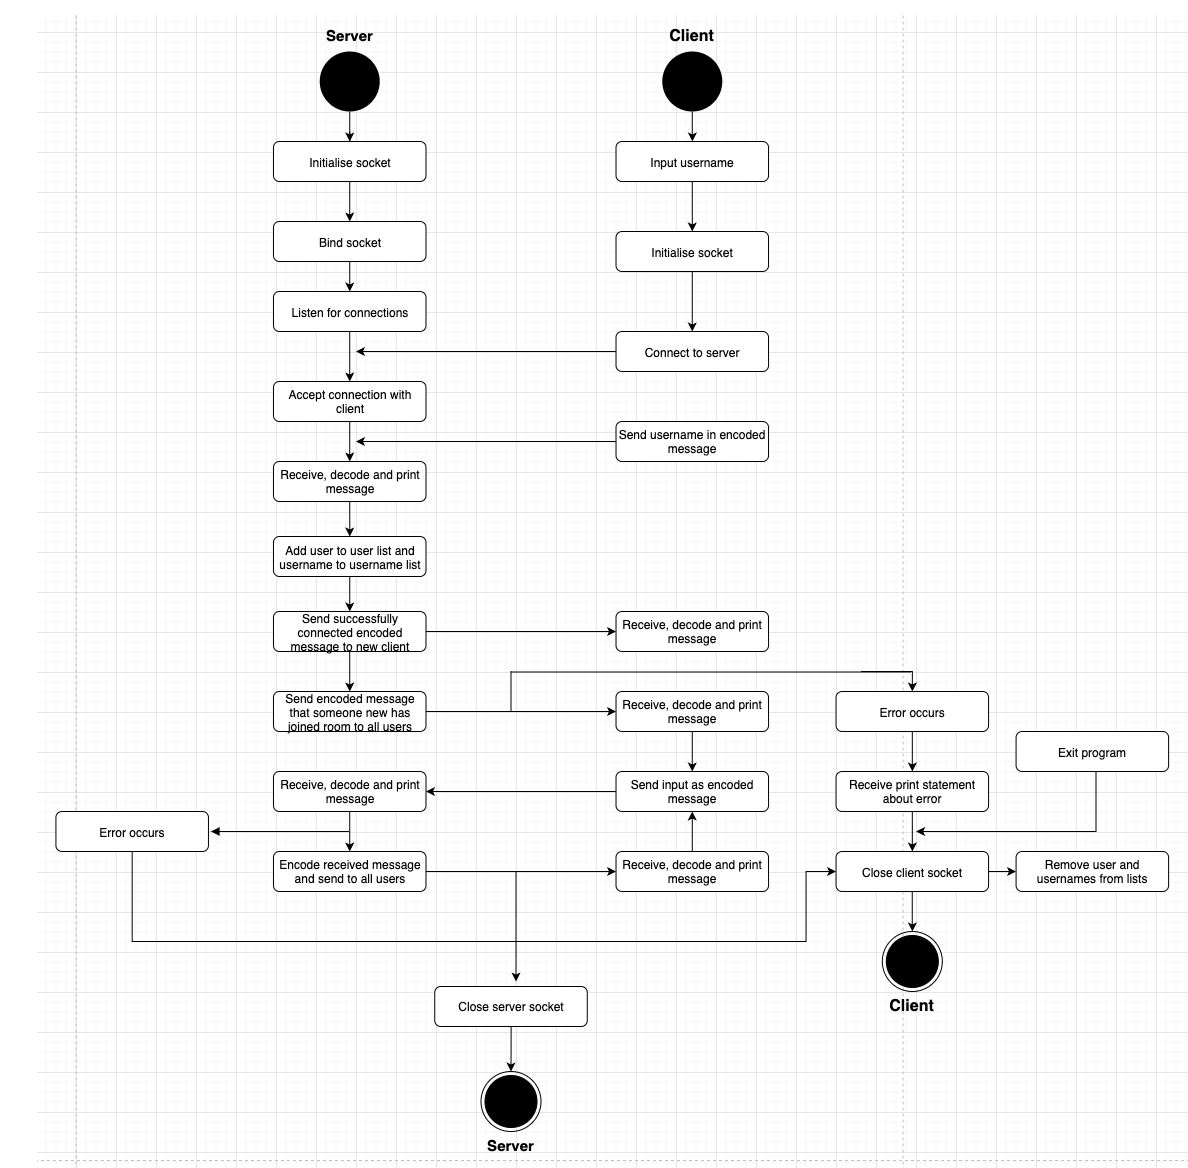 Server
Client
Initialise socket
Input username
Bind socket
Initialise socket
Listen for connections
Connect to server
Accept connection with
client
Send username in encoded
message
Receive, decode and print
message
Add user to user list and
username to username list
Send successfully
connected encoded
message to new client
Receive, decode and print
message
Send encoded message
that someone new has
joined room to all users
Receive, decode and print
message
Error occurs
Exit program
Receive, decode and print
message
Send input as encoded
message
Receive print statement
about error
Error occurs
Encode received message
and send to all users
Receive, decode and print
message
Close client socket
Remove user and
usernames from lists
Client
Close server socket
Server